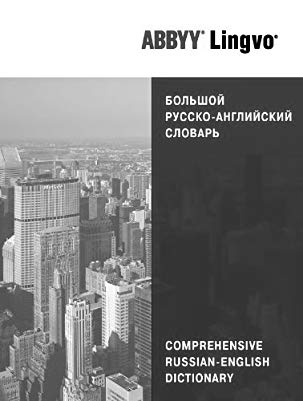 ABBYY® Lingvo®
БОЛЬШОЙ
РУССКО-АНГЛИЙСКИЙ
СЛОВАРЬ
COMPREHENSIVE
RUSSIAN-ENGLISH
DICTIONARY